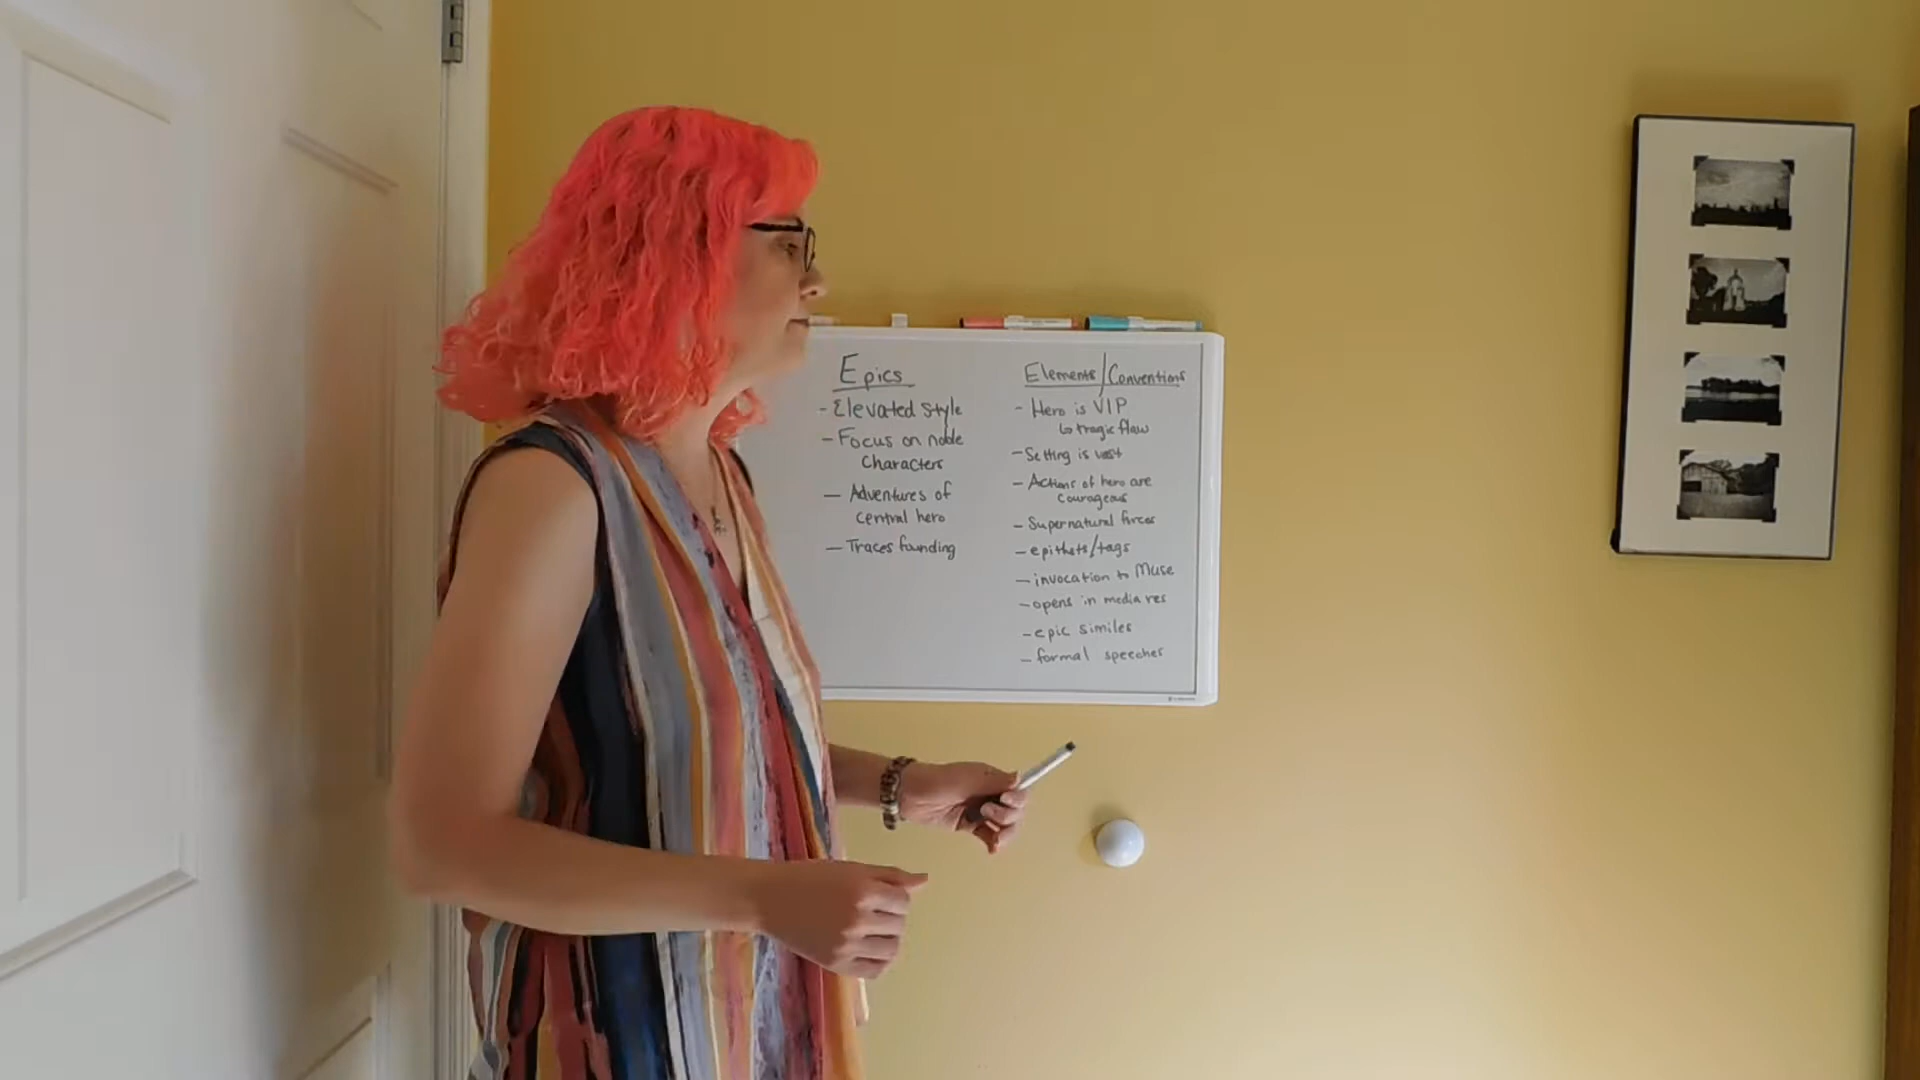 Epics
- Elevated Style
- Focus on noble
Characters
- Adventures of
central hero
- Traces founding
Elements/Conventions
- Hero is VIP
↳ tragic flaw
- Setting is vast
- Actions of hero are
courageous
- Supernatural forces
- epithets/tags
- invocation to Muse
- opens in media res
- epic similes
- formal speeches